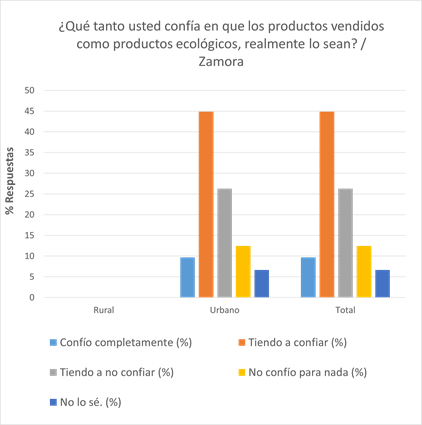 ¿Qué tanto usted confía en que los productos vendidos
como productos ecológicos, realmente lo sean? /
Zamora
% Respuestas
50
45
40
35
30
25
20
15
10
5
0
Rural Urbano Total
Confío completamente (%) Tiendo a confiar (%)
Tiendo a no confiar (%) No confío para nada (%)
No lo sé. (%)